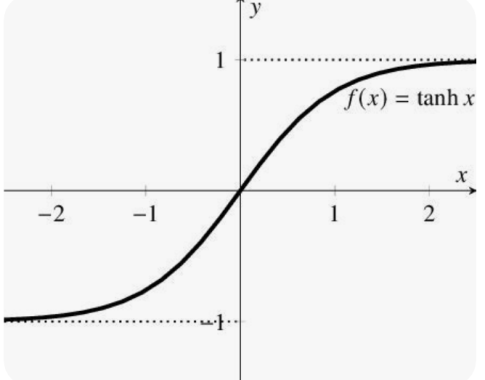 y
1
f(x) = tanh x
x
−2 −1 1 2
−1